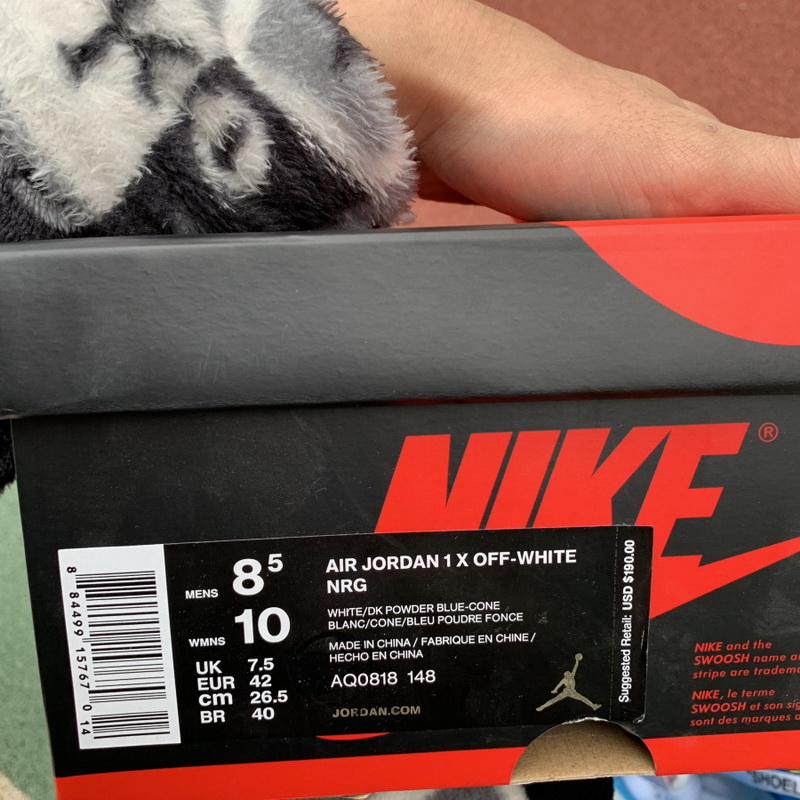 NIKE®
MENS 8⁵
WMNS 10
UK 7.5
EUR 42
cm 26.5
BR 40
AIR JORDAN 1 X OFF-WHITE
NRG
WHITE/DK POWDER BLUE-CONE
BLANC/CONE/BLEU POUDRE FONCE
MADE IN CHINA / FABRIQUE EN CHINE /
HECHO EN CHINA
AQ0818 148
JORDAN.COM
Suggested Retail: USD $190.00
8 84499 15767 0 14
NIKE and the
SWOOSH name
stripe are
NIKE, le terme
SWOOSH et son
sont des marques
"SHOEL